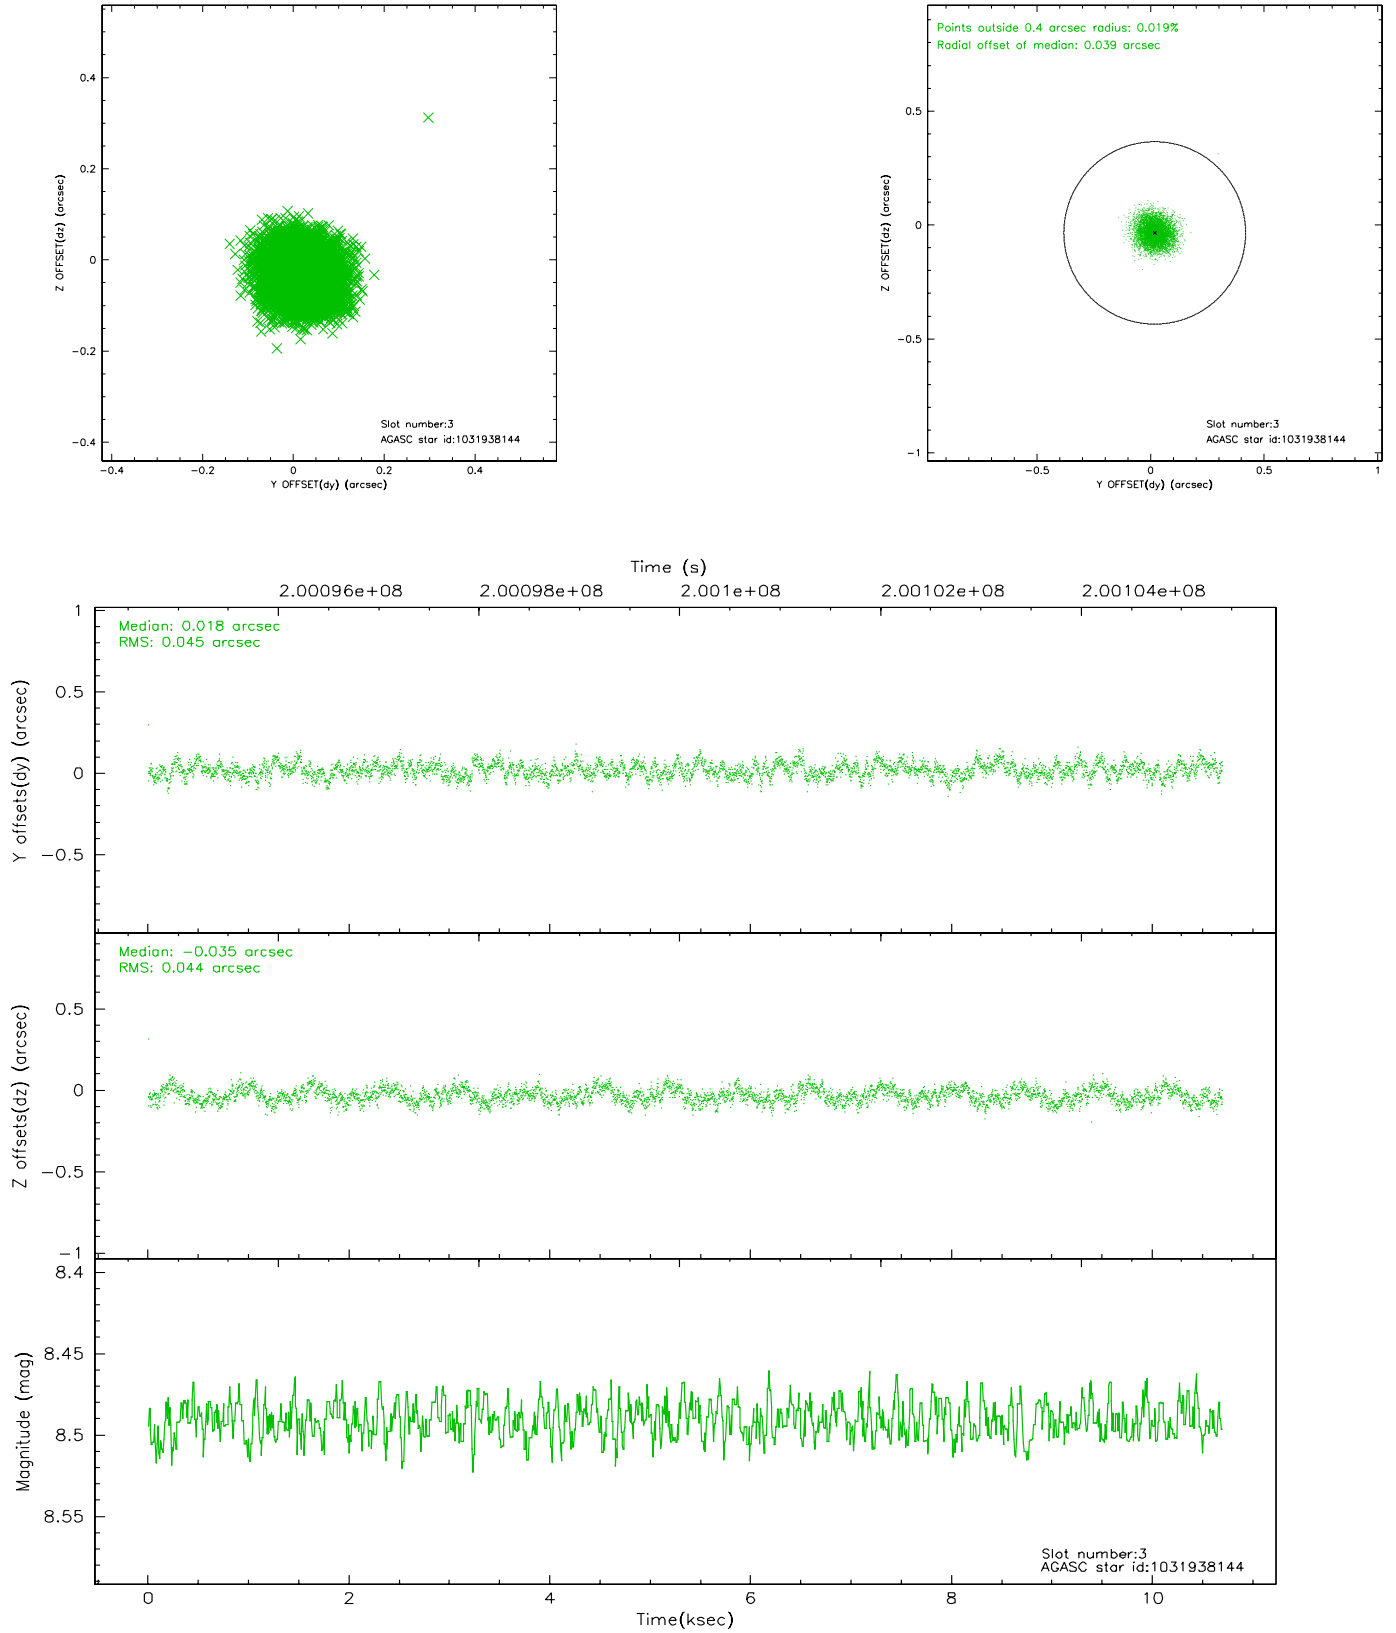 0.4
0.2
0
−0.2
−0.4
Z OFFSET(dz) (arcsec)
Slot number:3
AGASC star id:1031938144
−0.4 −0.2 0 0.2 0.4
Y OFFSET(dy) (arcsec)
Points outside 0.4 arcsec radius: 0.019%
Radial offset of median: 0.039 arcsec
0.5
0
−0.5
−1
Z OFFSET(dz) (arcsec)
Slot number:3
AGASC star id:1031938144
−0.5 0 0.5 1
Y OFFSET(dy) (arcsec)
Time (s)
2.00096e+08 2.00098e+08 2.001e+08 2.00102e+08 2.00104e+08
1
0.5
0
−0.5
Y offsets(dy) (arcsec)
Median: 0.018 arcsec
RMS: 0.045 arcsec
0.5
0
−0.5
−1
Z offsets(dz) (arcsec)
Median: −0.035 arcsec
RMS: 0.044 arcsec
8.4
8.45
8.5
8.55
Magnitude (mag)
Slot number:3
AGASC star id:1031938144
0 2 4 6 8 10
Time(ksec)